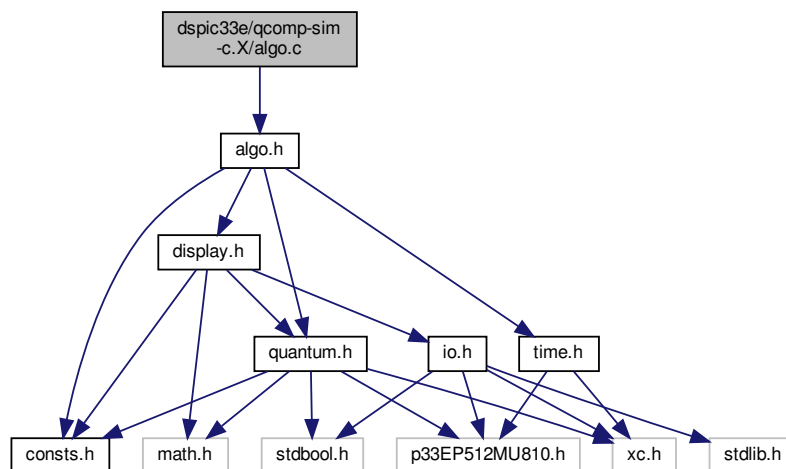 dspic33e/qcomp-sim
-c.X/algo.c
algo.h
display.h
quantum.h
io.h
time.h
consts.h
math.h
stdbool.h
p33EP512MU810.h
xc.h
stdlib.h